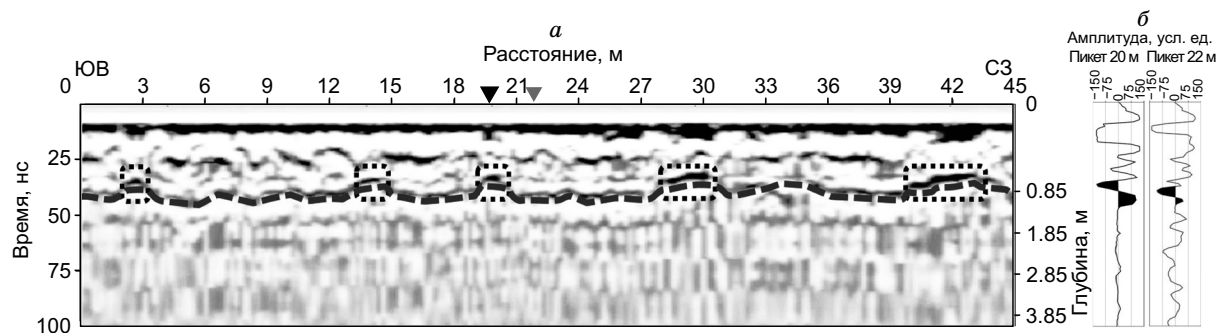 а
Расстояние, м
ЮВ
СЗ
0 3 6 9 12 15 18 21 24 27 30 33 36 39 42 45
Время, нс
25
50
75
100
0
0.85
1.85
2.85
3.85
Глубина, м
б
Амплитуда, усл. ед.
Пикет 20 м Пикет 22 м
−150 −75 0 75 150 −150 −75 0 75 150